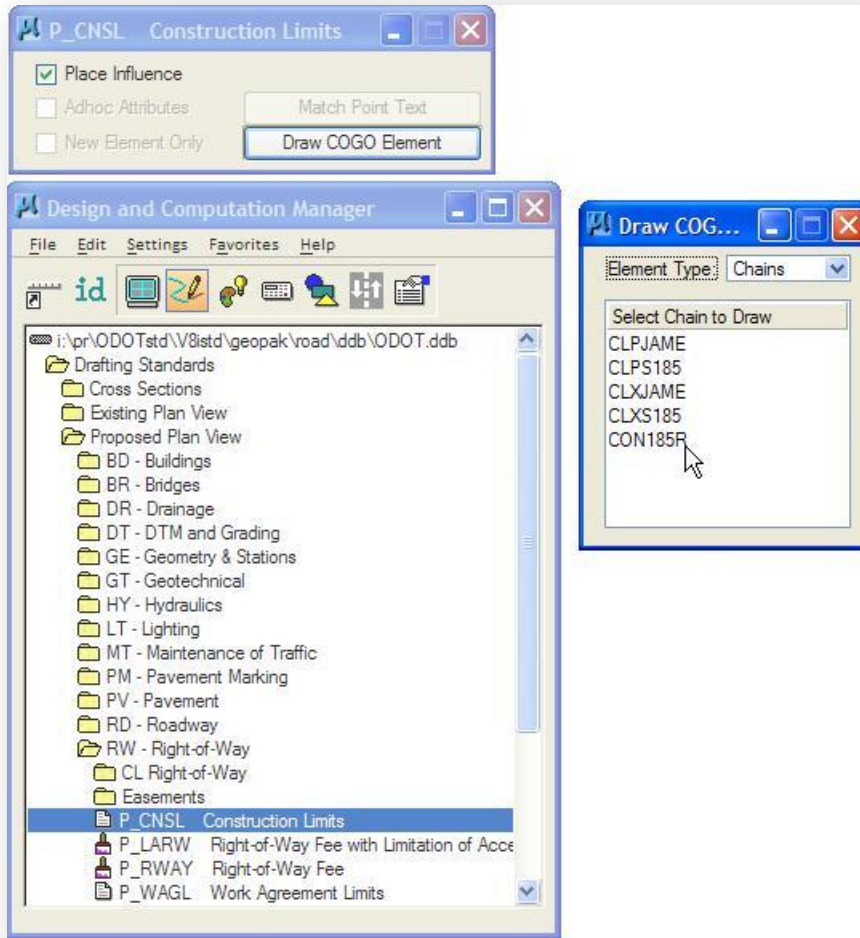 P_CNSL Construction Limits
Place Influence
Adhoc Attributes Match Point Text
New Element Only Draw COGO Element
Design and Computation Manager
File Edit Settings Favorites Help
id
i:\pr\ODOTstd\V8istd\geopak\road\ddb\ODOT.ddb
Drafting Standards
Cross Sections
Existing Plan View
Proposed Plan View
BD - Buildings
BR - Bridges
DR - Drainage
DT - DTM and Grading
GE - Geometry & Stations
GT - Geotechnical
HY - Hydraulics
LT - Lighting
MT - Maintenance of Traffic
PM - Pavement Marking
PV - Pavement
RD - Roadway
RW - Right-of-Way
CL Right-of-Way
Easements
P_CNSL Construction Limits
P_LARW Right-of-Way Fee with Limitation of Acce
P_RWAY Right-of-Way Fee
P_WAGL Work Agreement Limits
Draw COG...
Element Type: Chains
Select Chain to Draw
CLPJAME
CLPS185
CLXJAME
CLXS185
CON185R